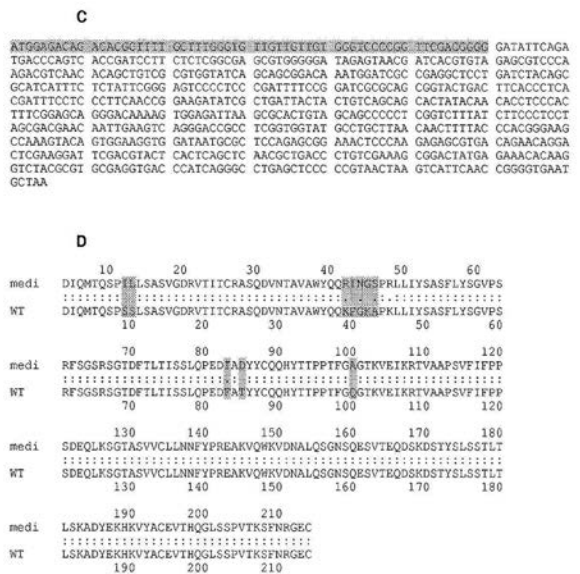 C
ATGGAGACAG ACACACGCTTTTT GCTTTGGGTG TTGTTGTTGT GGGTCCCCGG TTCGACGGGG GATATTCAGA
TGACCCAGTC ACCGATCCTT CTCTCGGCGA GCGTGGGGGA TAGAGTAACG ATCACGTGTA GAGCGTCCCA
AGACGTCAAC ACAGCTGTCG CGTGGTATCA GCAGCGGACA AATGGATCGC CGAGGCTCCT GATCTACAGC
GCATCATTTC TCTATTCGGG AGTCCCCTCC CGATTTTCCG GATCGCGCAG CGGTACTGAC TTCACCCTCA
CGATTTCCTC CCTTCAACCG GAAGATATCG CTGATTACTA CTGTCAGCAG CACTATACAA CACCTCCCAC
TTTCGGAGCA GGGACAAAAG TGGAGATTAA GCGCACTGTA GCAGCCCCCT CGGTCTTTAT CTTCCCTCCT
AGCGACGAAC AATTGAAGTC AGGGACCGCC TCGGTGGTAT GCCTGCTTAA CAACTTTTAC CCACGGGAAG
CCAAAGTACA GTGGAAGGTG GATAATGCGC TCCAGAGCGG AAACTCCCAA GAGAGCGTGA CAGAACAGGA
CTCGAAGGAT TCGACGTACT CACTCAGCTC AACGCTGACC CTGTCGAAAG CGGACTATGA GAAACACAAG
GTCTACGCGT GCGAGGTGAC CCATCAGGGC CTGAGCTCCC CCGTAACTAA GTCATTCAAC CGGGGTGAAT
GCTAA
D
10 20 30 40 50 60
medi DIQMTQSPILLSASVGDRVTITCRASQDVNTAVAWYQQRINGSPRLLIYSASFLYSGVPS
WT DIQMTQSPSSLSASVGDRVTITCRASQDVNTAVAWYQQKPGKAPKLLIYSASFLYSGVPS
10 20 30 40 50 60
70 80 90 100 110 120
medi RFSGSRSGTDFTLTISSLQPEDIADYYCQQHYTTPPTFGAGTKVEIKRTVAAPSVFIFPP
WT RFSGSRSGTDFTLTISSLQPEDFATYYCQQHYTTPPTFGQGTKVEIKRTVAAPSVFIFPP
70 80 90 100 110 120
130 140 150 160 170 180
medi SDEQLKSGTASVVCLLNNFYPREAKVQWKVDNALQSGNSQESVTEQDSKDSTYSLSSTLT
WT SDEQLKSGTASVVCLLNNFYPREAKVQWKVDNALQSGNSQESVTEQDSKDSTYSLSSTLT
130 140 150 160 170 180
190 200 210
medi LSKADYEKHKVYACEVTHQGLSSPVTKSFNRGEC
WT LSKADYEKHKVYACEVTHQGLSSPVTKSFNRGEC
190 200 210